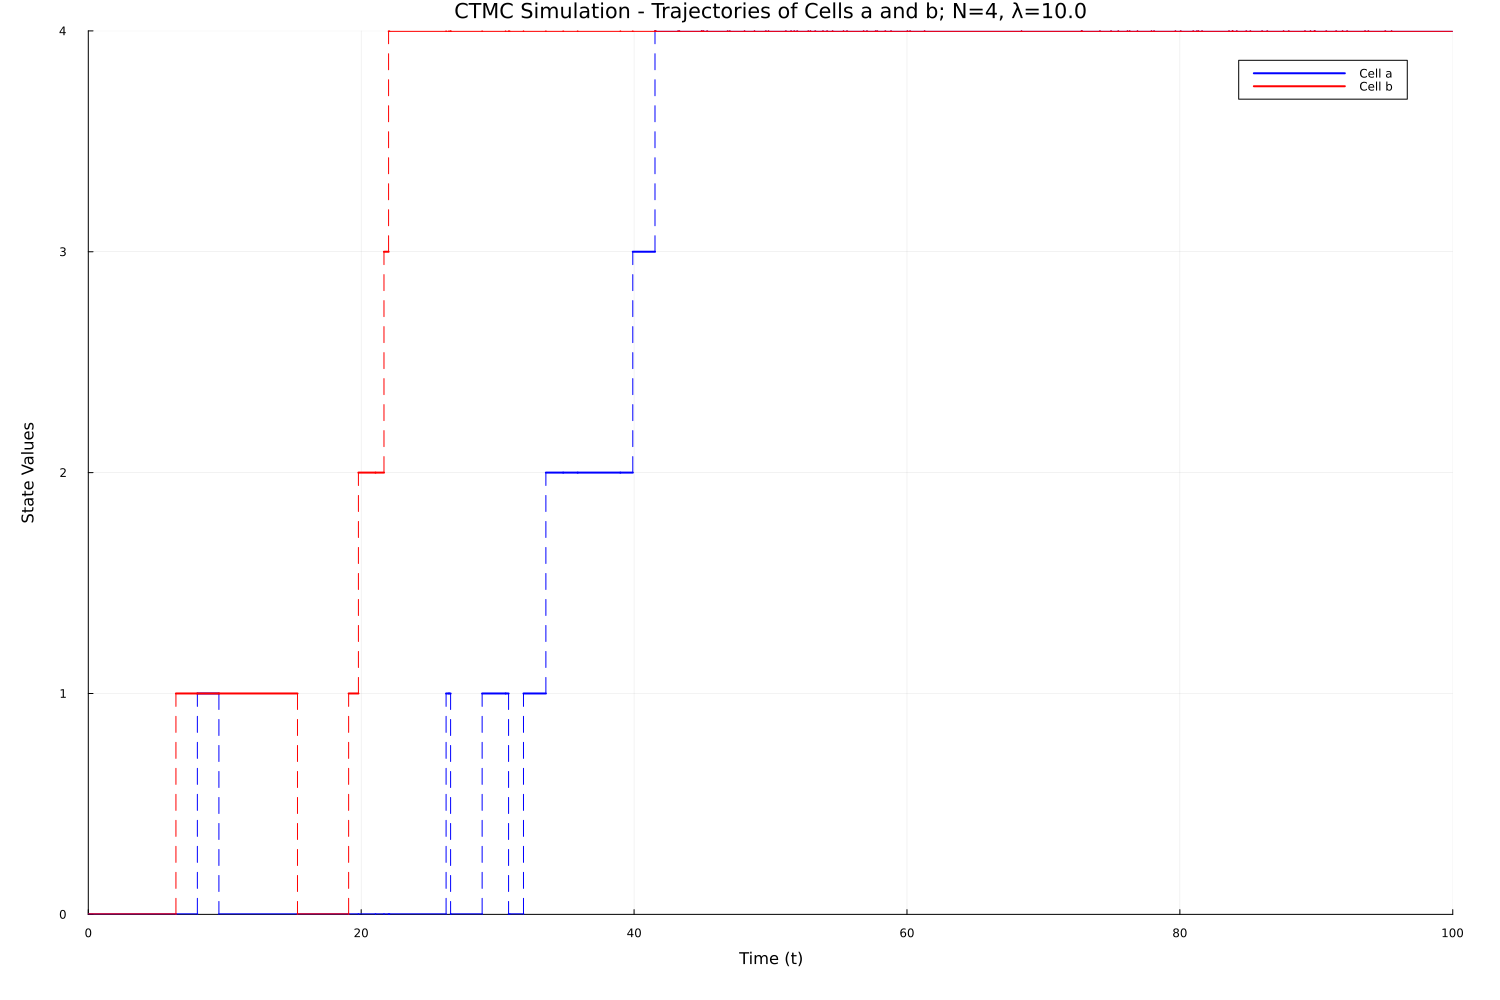 CTMC Simulation - Trajectories of Cells a and b; N=4, λ=10.0
4
Cell a
Cell b
3
State Values
2
1
0
0 20 40 60 80 100
Time (t)